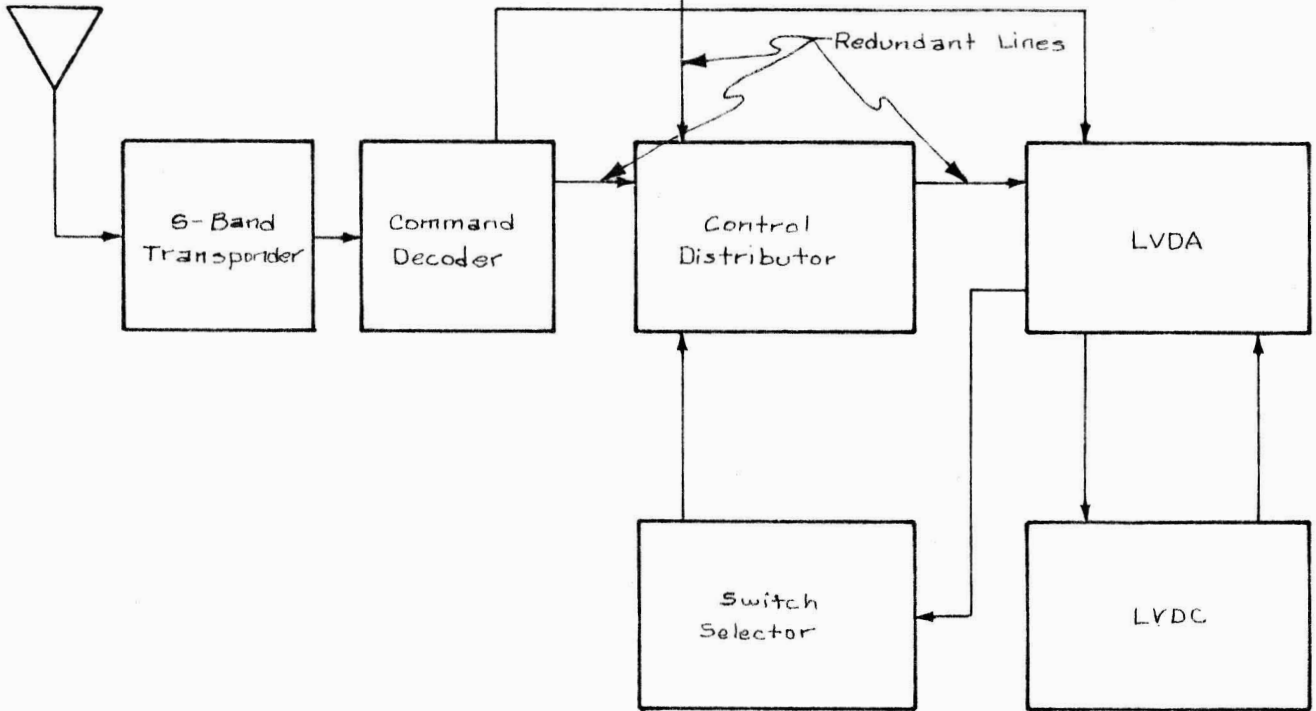 Redundant Lines
S-Band
Transponder
Command
Decoder
Control
Distributor
LVDA
Switch
Selector
LVDC